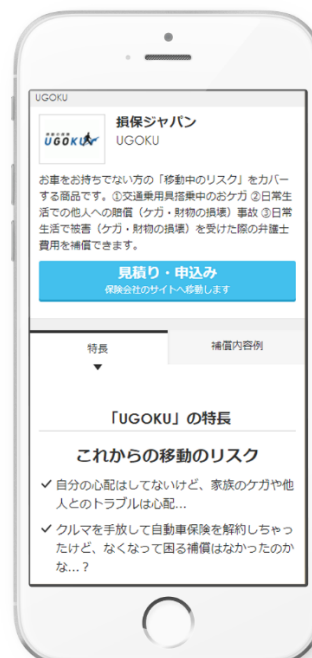 UGOKU
UGOKU
損保ジャパン
UGOKU
お車をお持ちでない方の「移動中のリスク」をカバー
する商品です。①交通乗用具搭乗中のおケガ ②日常生
活での他人への賠償（ケガ・財物の損壊）事故 ③日常
生活で被害（ケガ・財物の損壊）を受けた際の弁護士
費用を補償できます。
見積り・申込み
保険会社のサイトへ移動します
特長
補償内容例
▼
「UGOKU」の特長
これからの移動のリスク
✓ 自分の心配はしてないけど、家族のケガや他
人とのトラブルは心配…
✓ クルマを手放して自動車保険を解約しちゃっ
たけど、なくなって困る補償はなかったのか
な…？